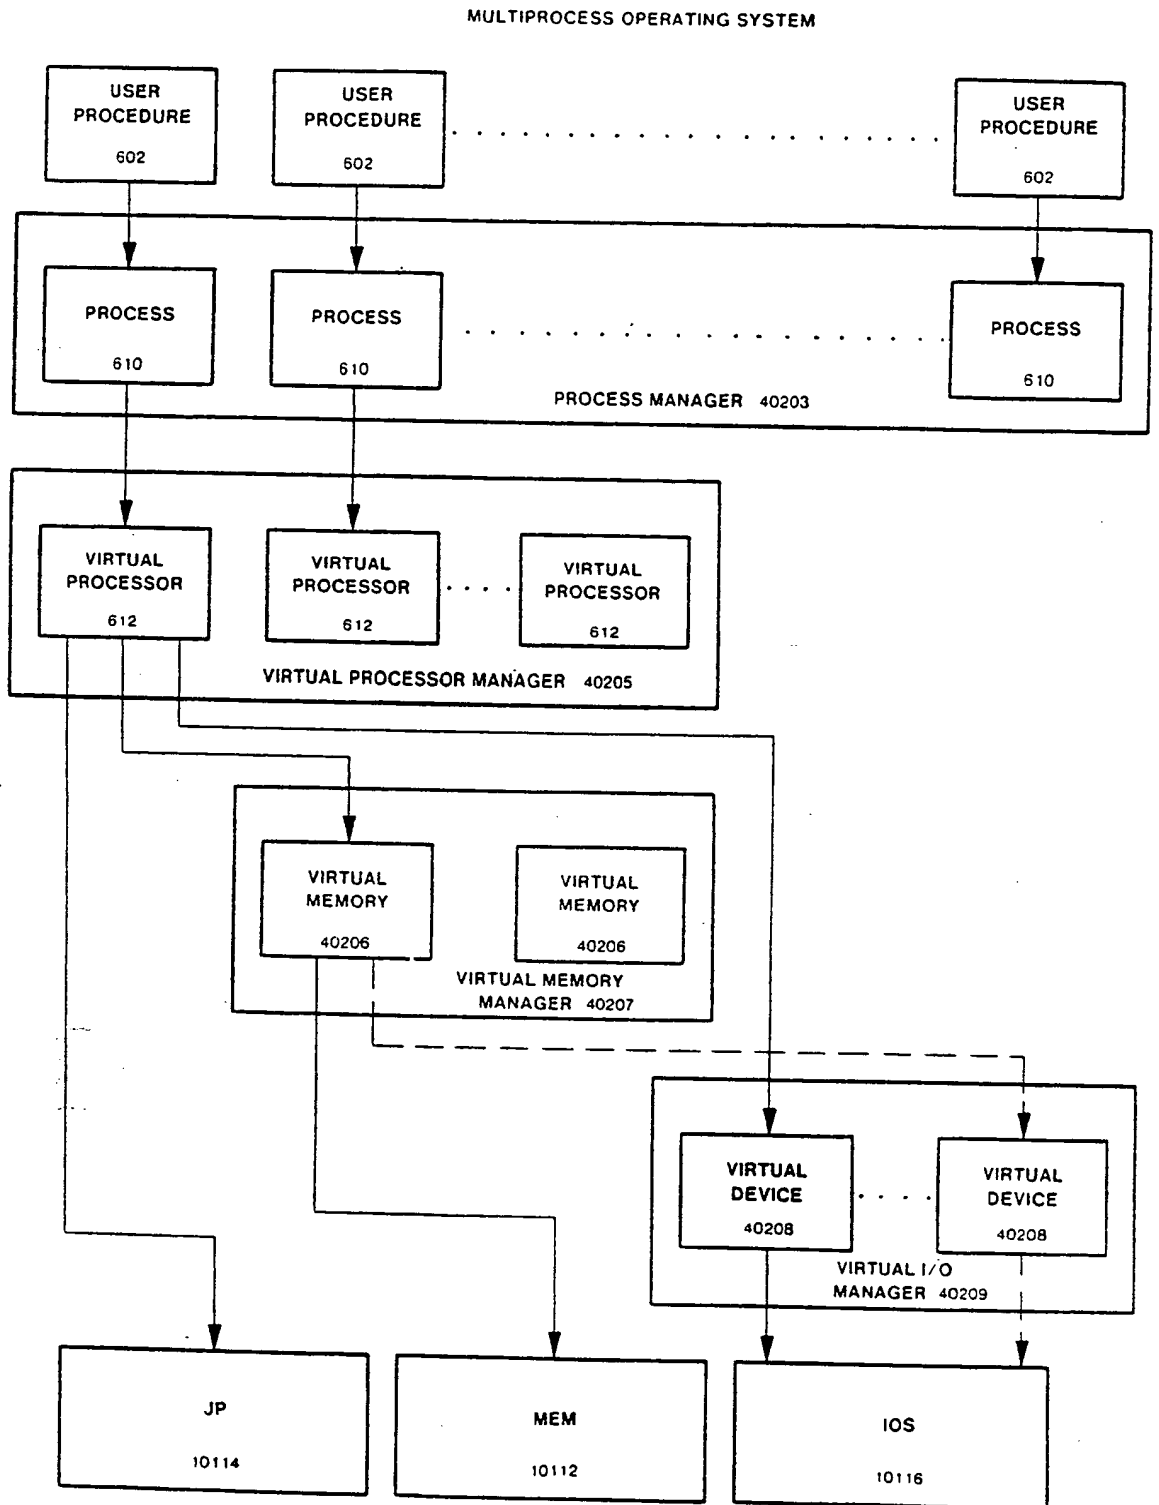 MULTIPROCESS OPERATING SYSTEM
USER
PROCEDURE
602
USER
PROCEDURE
602
USER
PROCEDURE
602
PROCESS
610
PROCESS
610
PROCESS
610
PROCESS MANAGER 40203
VIRTUAL
PROCESSOR
612
VIRTUAL
PROCESSOR
612
VIRTUAL
PROCESSOR
612
VIRTUAL PROCESSOR MANAGER 40205
VIRTUAL
MEMORY
40206
VIRTUAL
MEMORY
40206
VIRTUAL MEMORY
MANAGER 40207
VIRTUAL
DEVICE
40208
VIRTUAL
DEVICE
40208
VIRTUAL I/O
MANAGER 40209
JP
10114
MEM
10112
IOS
10116